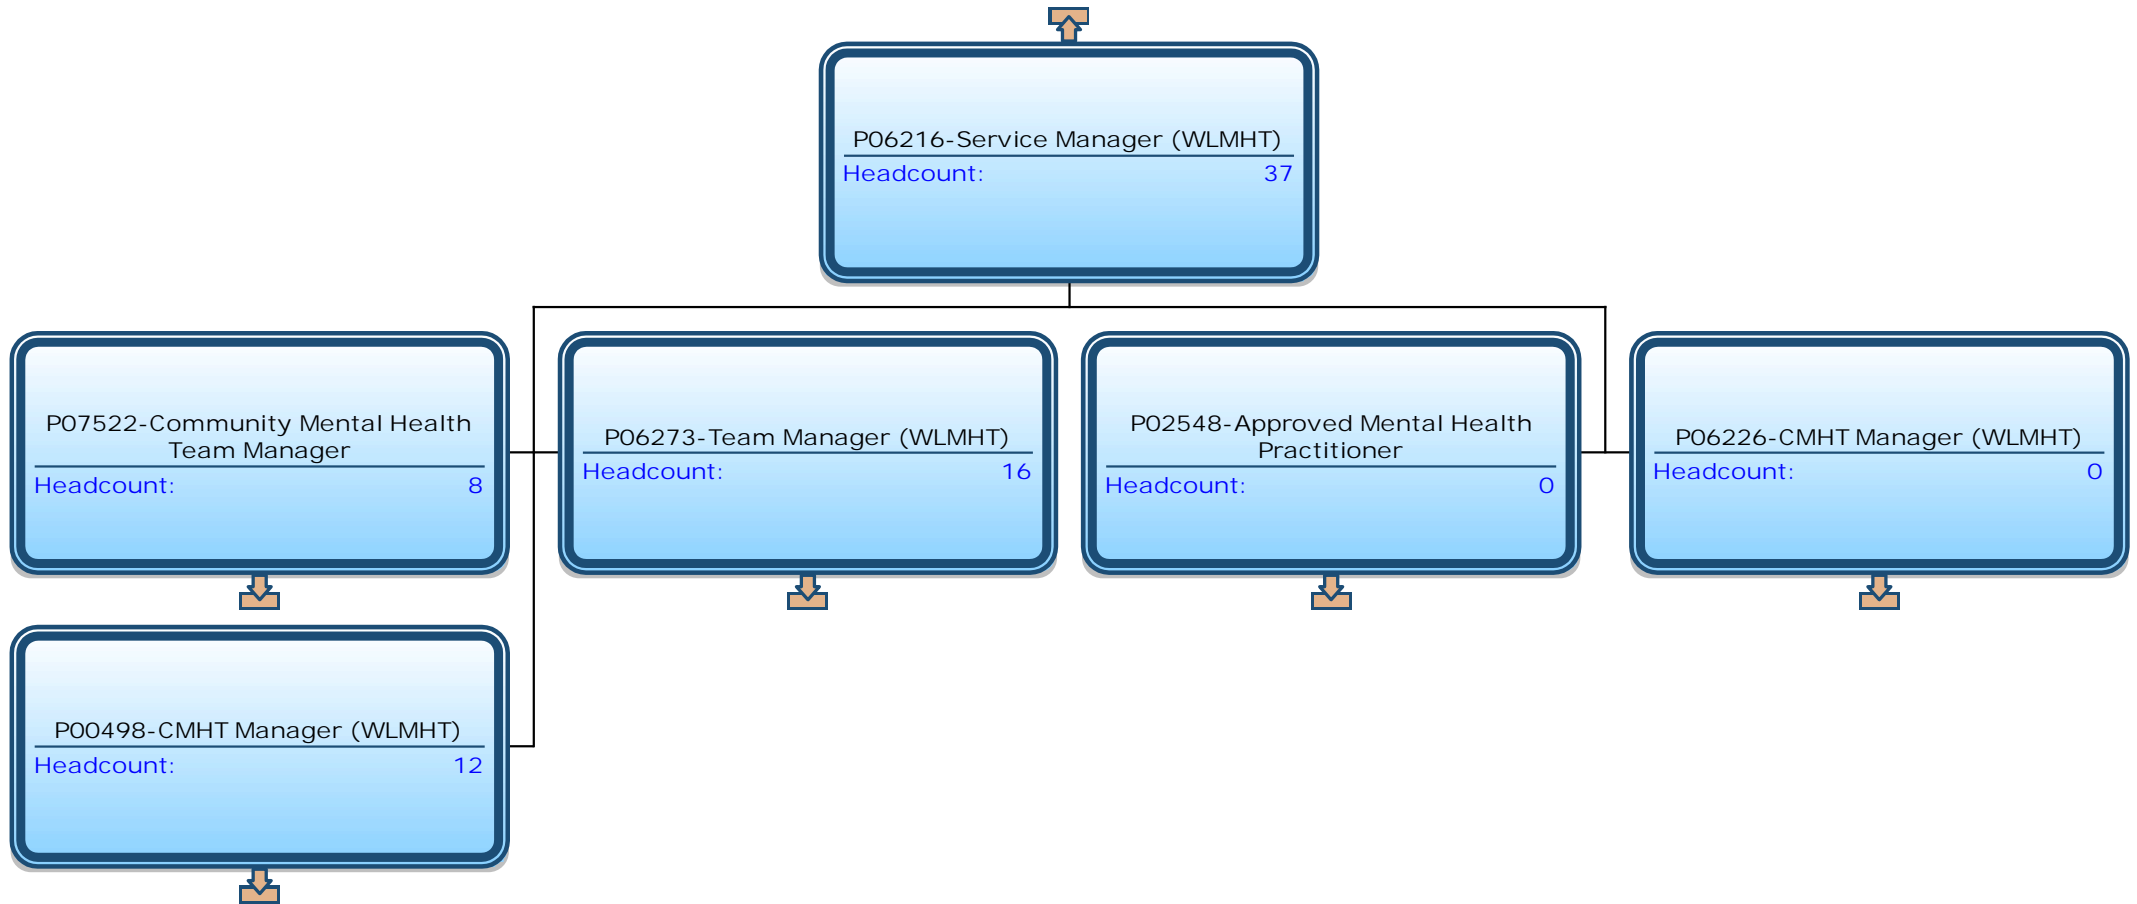 P06216-Service Manager (WLMHT)
Headcount: 37
P07522-Community Mental Health
Team Manager
Headcount: 8
P06273-Team Manager (WLMHT)
Headcount: 16
P02548-Approved Mental Health
Practitioner
Headcount: 0
P06226-CMHT Manager (WLMHT)
Headcount: 0
P00498-CMHT Manager (WLMHT)
Headcount: 12